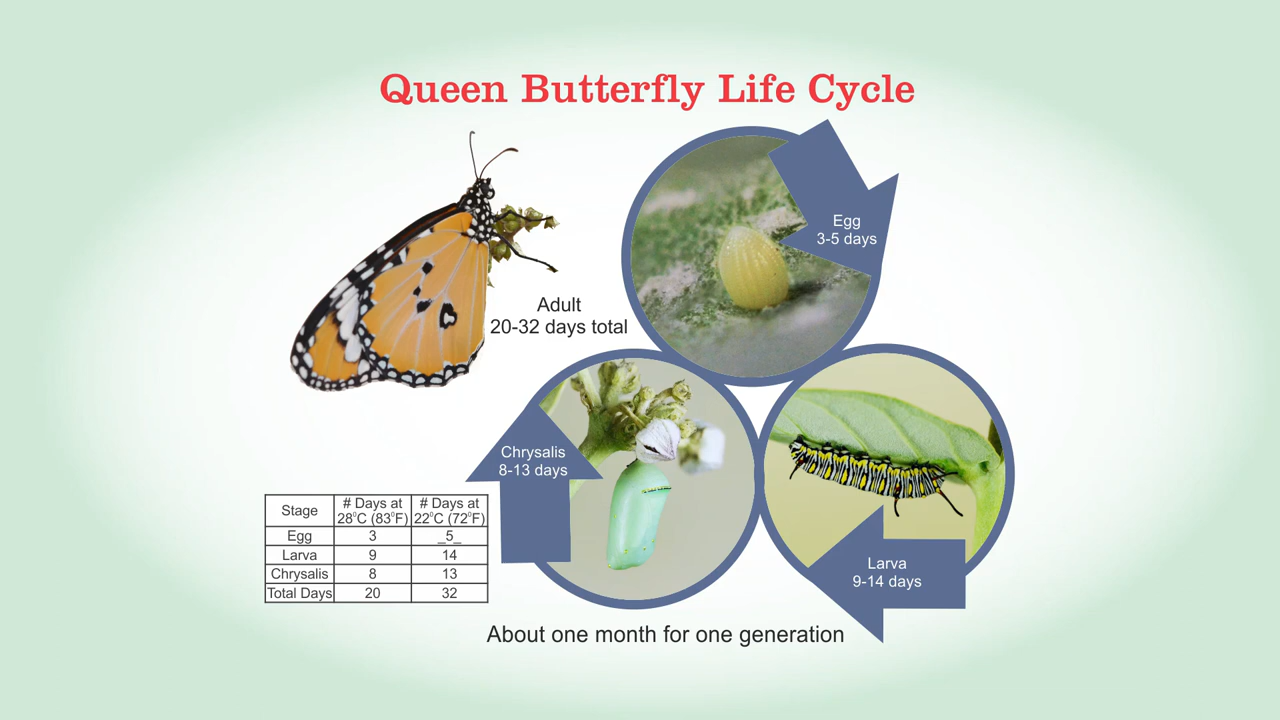 Queen Butterfly Life Cycle
Egg
3-5 days
Adult
20-32 days total
Chrysalis
8-13 days
Larva
9-14 days
Stage # Days at 28°C (83°F) # Days at 22°C (72°F)
Egg 3 _5_
Larva 9 14
Chrysalis 8 13
Total Days 20 32
About one month for one generation